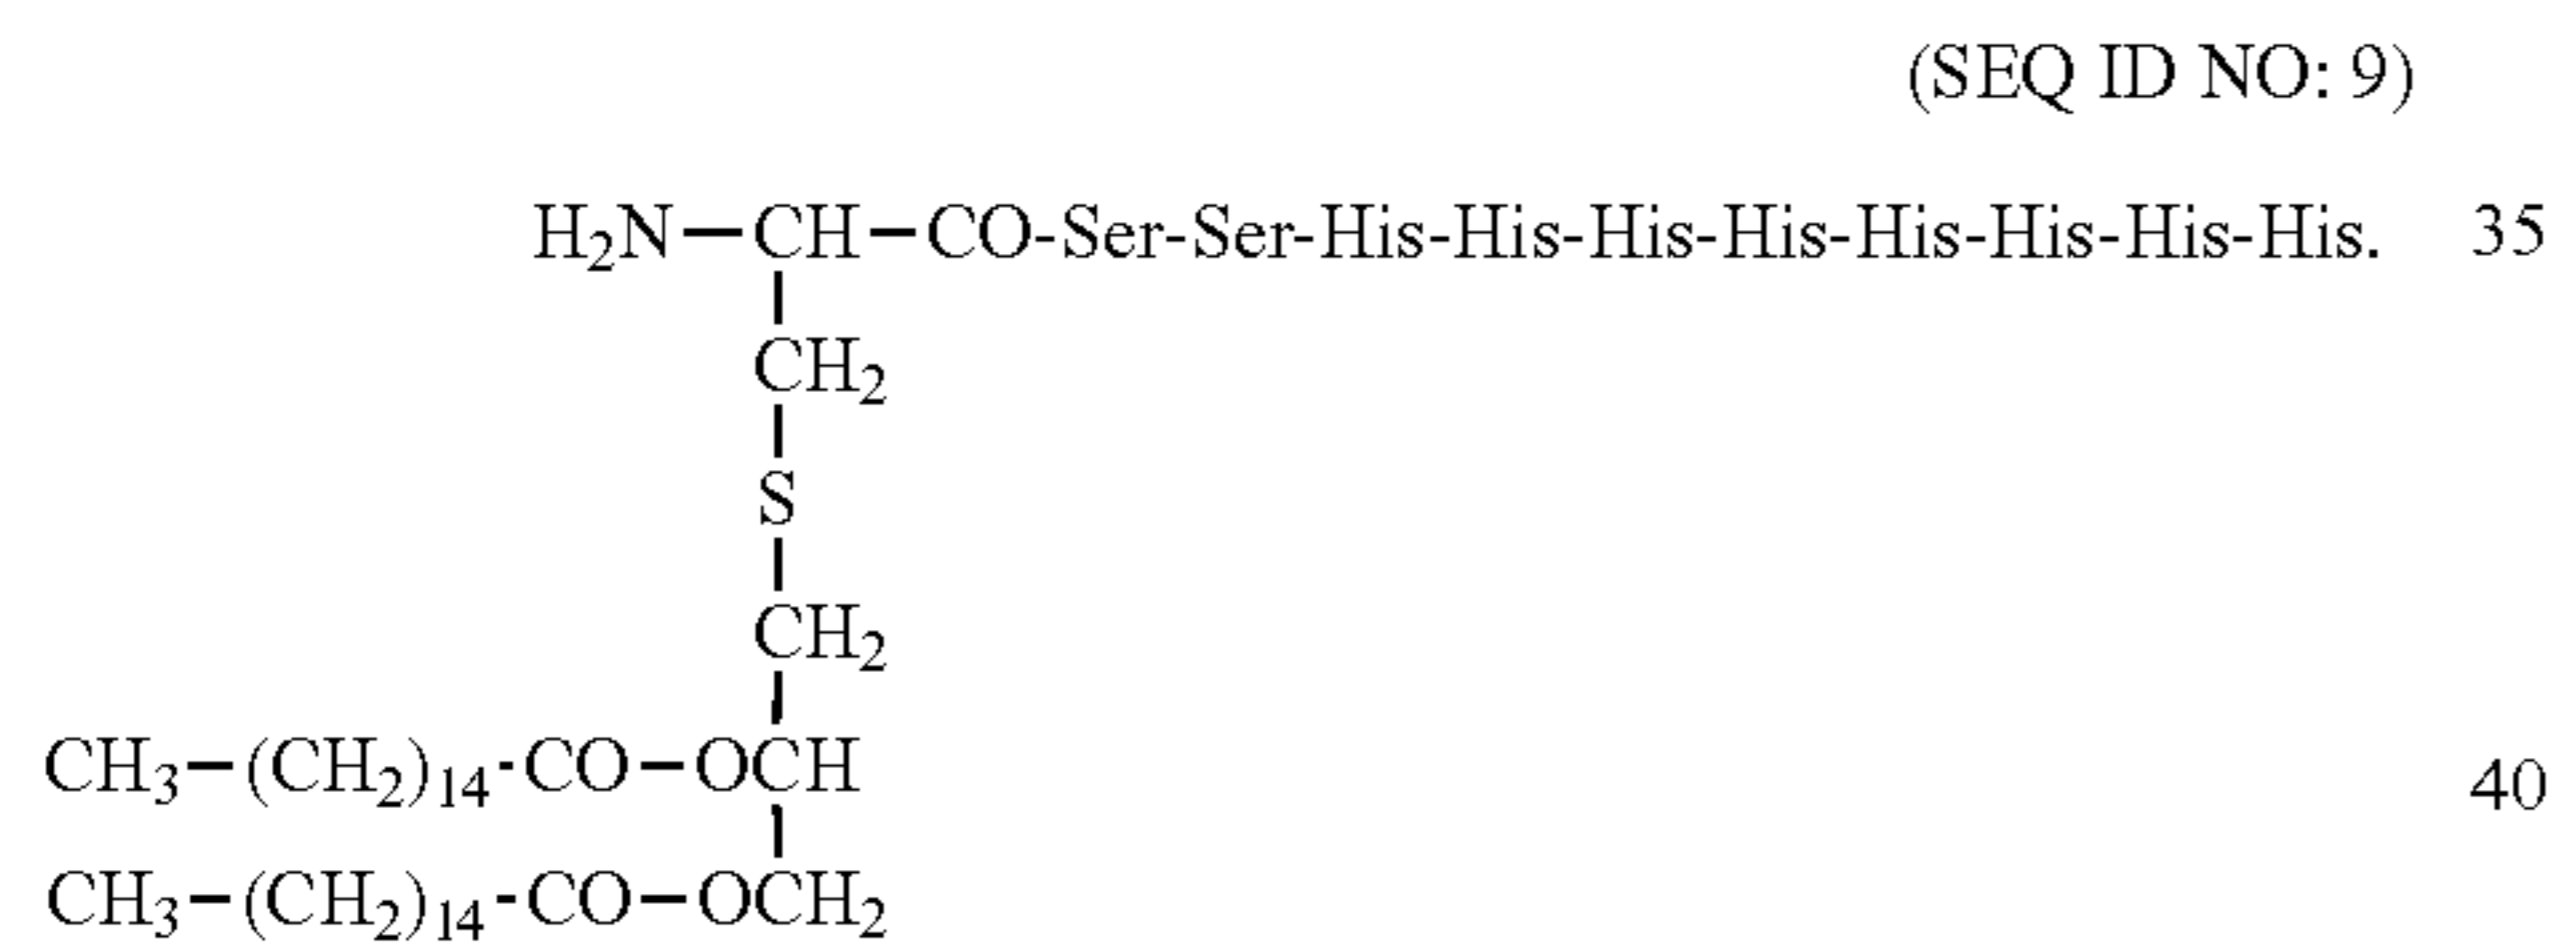 (SEQ ID NO: 9)
H₂N—CH—CO-Ser-Ser-His-His-His-His-His-His-His-His. 35
CH₂
S
CH₂
CH₃—(CH₂)₁₄-CO—OCH 40
CH₃—(CH₂)₁₄-CO—OCH₂